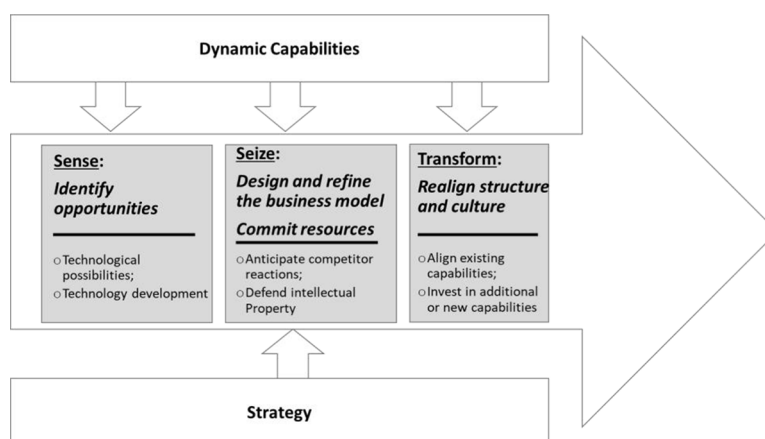 Dynamic Capabilities
Sense:
Identify
opportunities
○ Technological
possibilities;
○ Technology development
Seize:
Design and refine
the business model
Commit resources
○ Anticipate competitor
reactions;
○ Defend intellectual
Property
Transform:
Realign structure
and culture
○ Align existing
capabilities;
○ Invest in additional
or new capabilities
Strategy